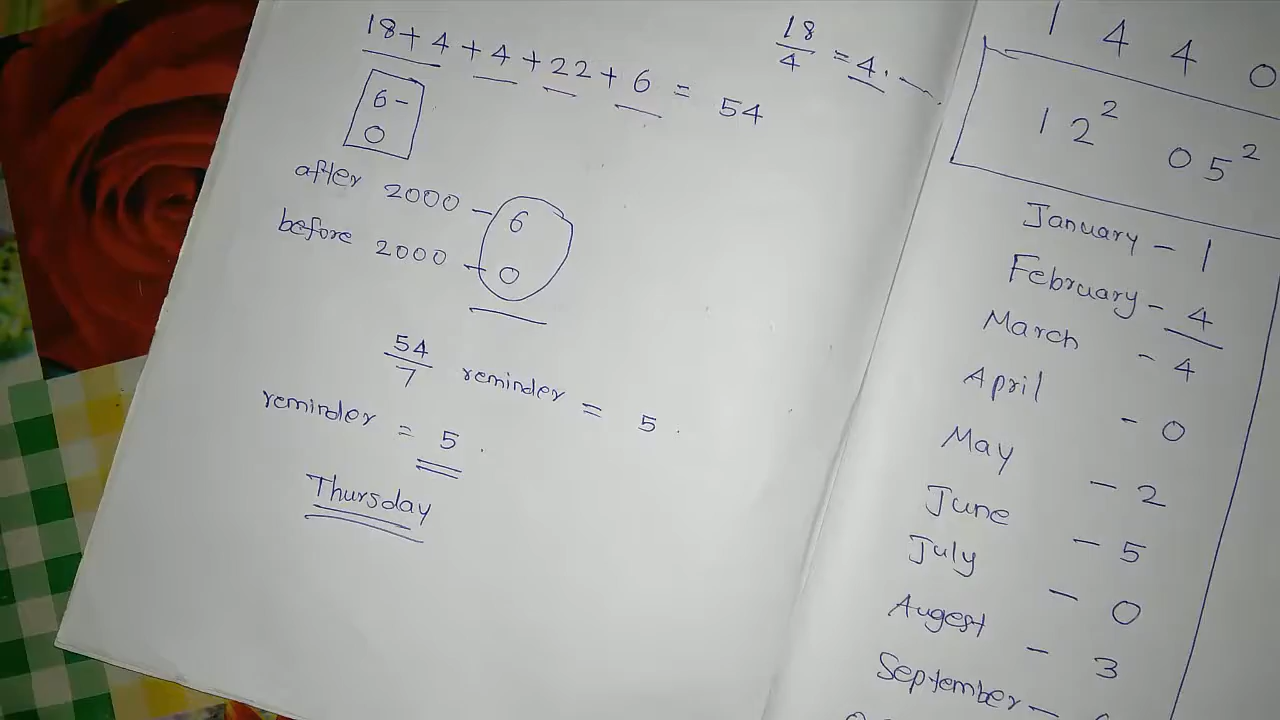 18 + 4 + 4 + 22 + 6 = 54
18
4
= 4.
6 -
0
after 2000 - 6
before 2000 - 0
54
7
reminder = 5.
reminder = 5.
Thursday
1 4 4 0
12² 05²
January - 1
February - 4
March - 4
April - 0
May - 2
June - 5
July - 0
Augest - 3
September -